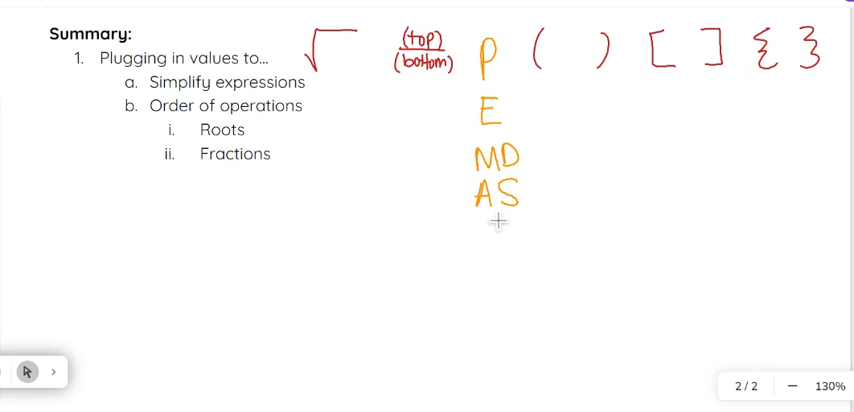 Summary:
1. Plugging in values to...
a. Simplify expressions
b. Order of operations
i. Roots
ii. Fractions
√
(top)
(bottom)
P ( ) [ ] { }
E
MD
AS
2 / 2 — 130%